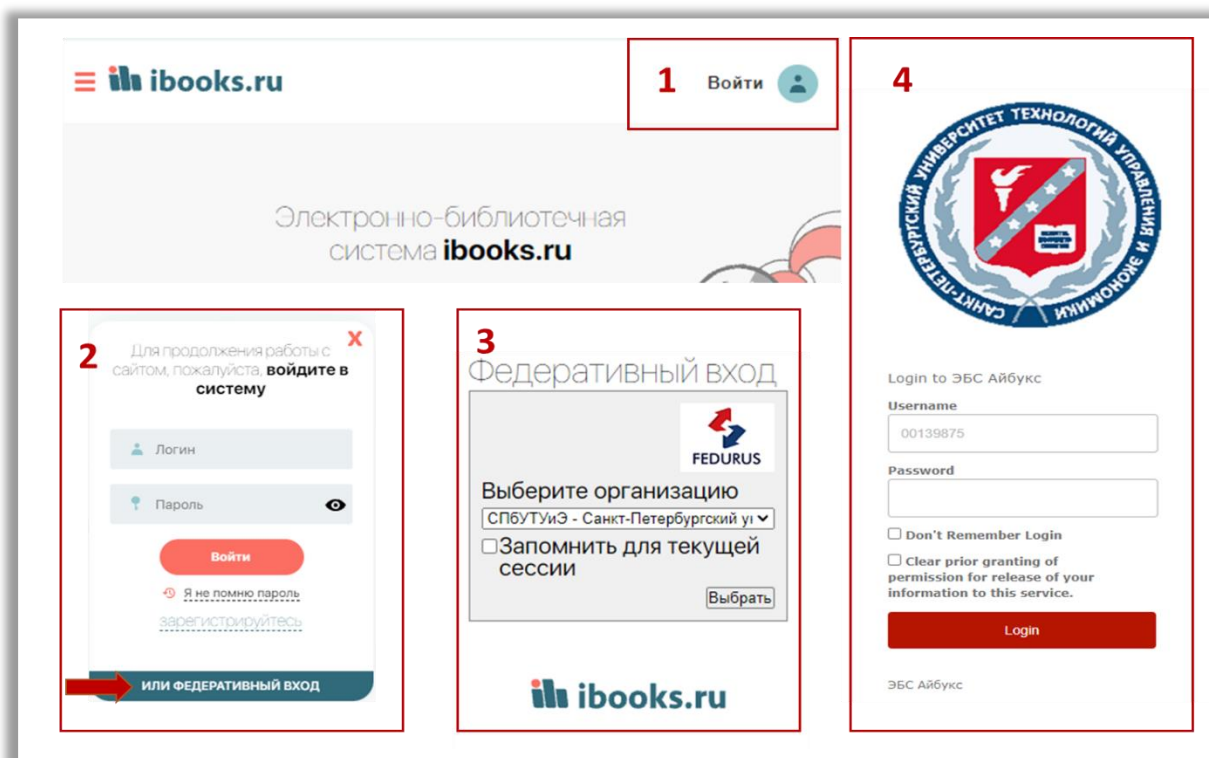 ibooks.ru
1
Войти
Электронно-библиотечная
система ibooks.ru
2
X
Для продолжения работы с
сайтом, пожалуйста, войдите в
систему
Логин
Пароль
Войти
Я не помню пароль
зарегистрируйтесь
ИЛИ ФЕДЕРАТИВНЫЙ ВХОД
3
Федеративный вход
FEDURUS
Выберите организацию
СПбУТУиЭ - Санкт-Петербургский у
Запомнить для текущей
сессии
Выбрать
ibooks.ru
4
САНКТ-ПЕТЕРБУРГСКИЙ УНИВЕРСИТЕТ ТЕХНОЛОГИЙ УПРАВЛЕНИЯ И ЭКОНОМИКИ
Login to ЭБС Айбукс
Username
00139875
Password
Don't Remember Login
Clear prior granting of
permission for release of your
information to this service.
Login
ЭБС Айбукс